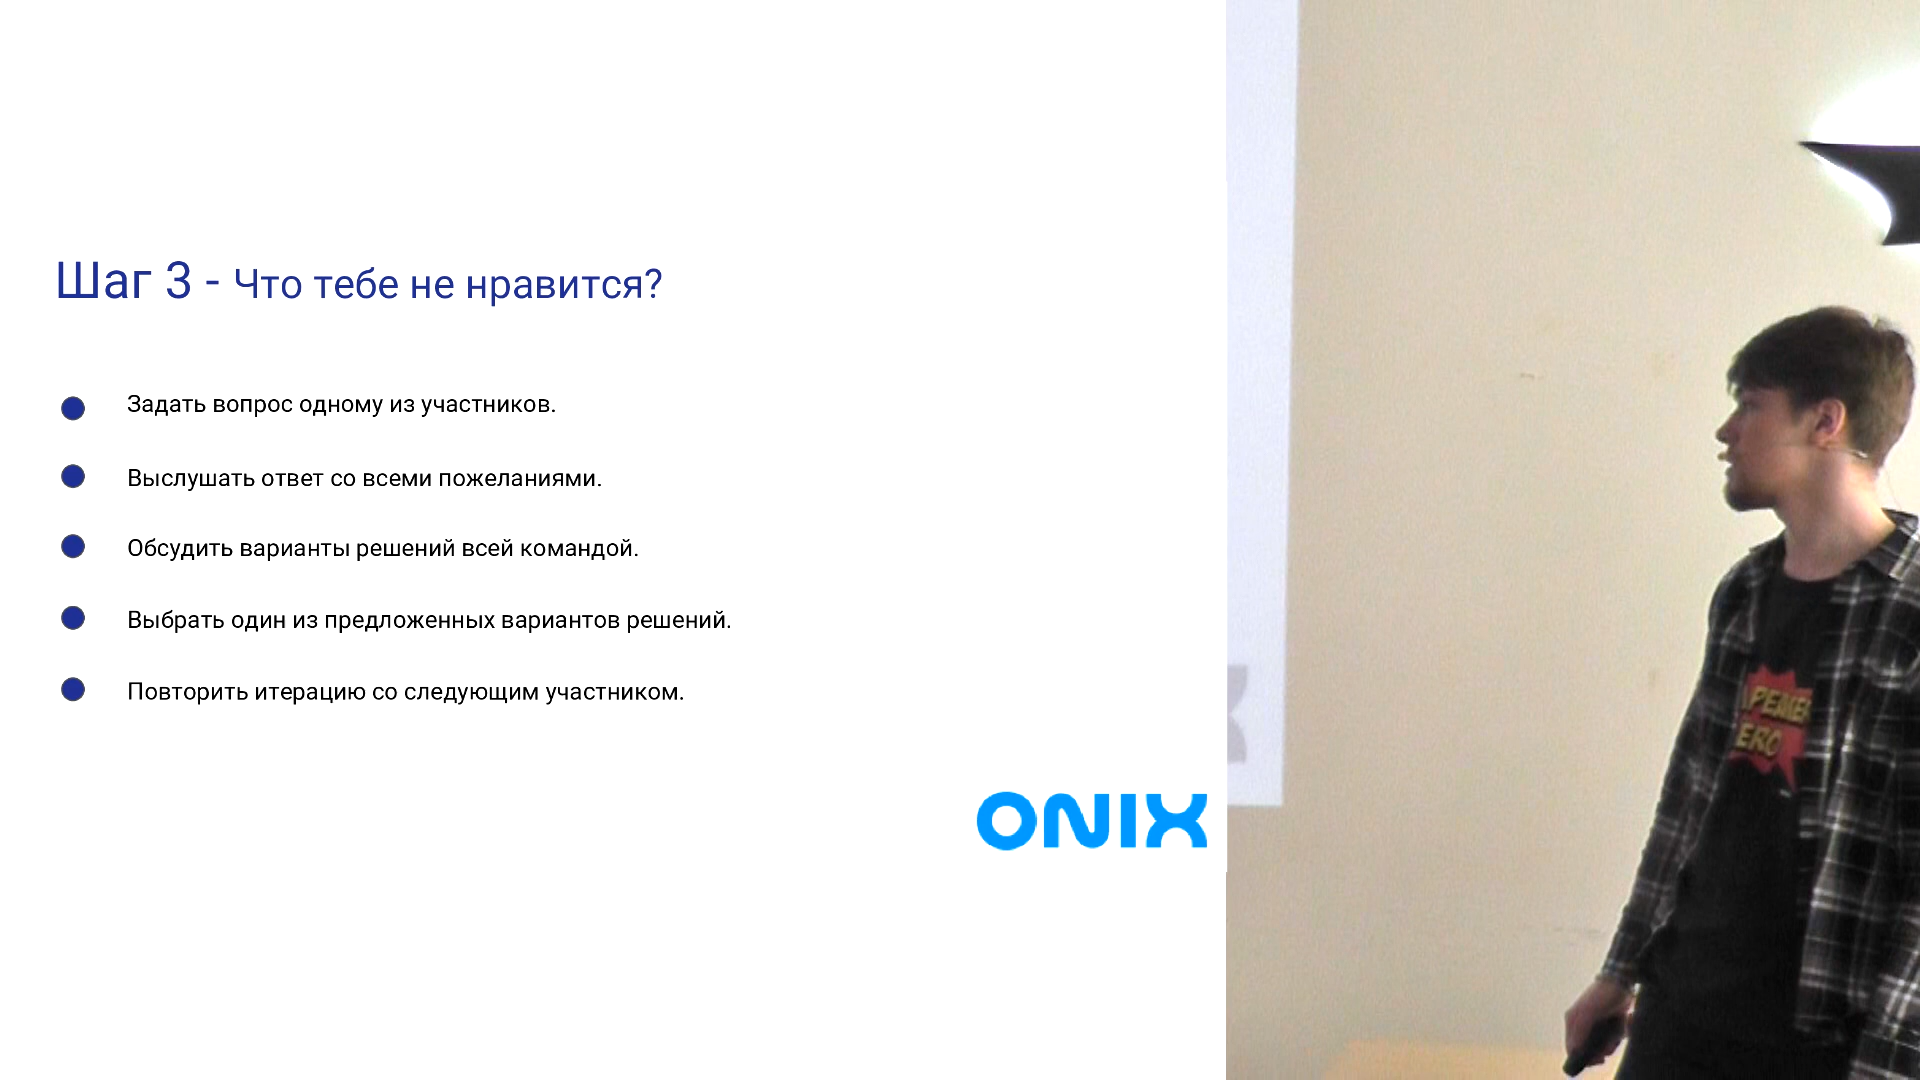 Шаг 3 - Что тебе не нравится?
Задать вопрос одному из участников.
Выслушать ответ со всеми пожеланиями.
Обсудить варианты решений всей командой.
Выбрать один из предложенных вариантов решений.
Повторить итерацию со следующим участником.
ONIX